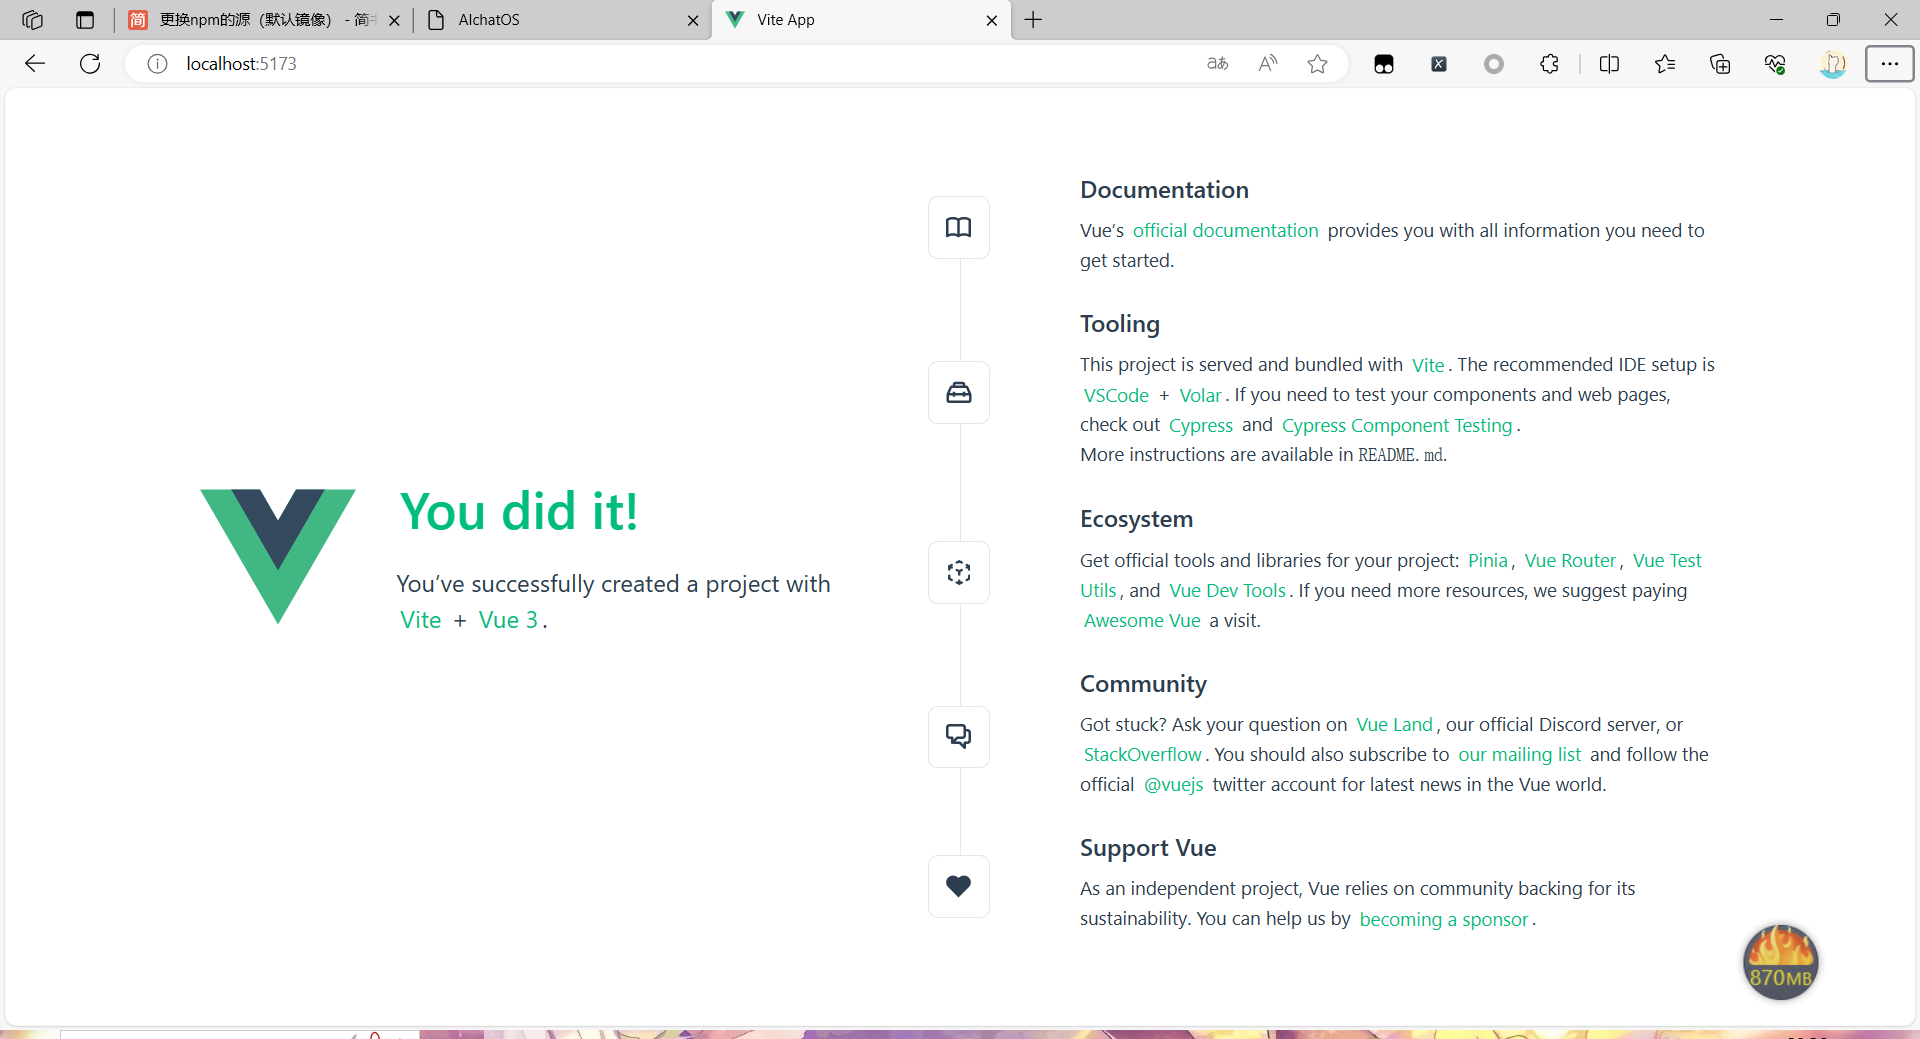 更换npm的源（默认镜像） - 简
AIchatOS
Vite App
localhost:5173
Documentation
Vue’s official documentation provides you with all information you need to
get started.
Tooling
This project is served and bundled with Vite. The recommended IDE setup is
VSCode + Volar. If you need to test your components and web pages,
check out Cypress and Cypress Component Testing.
More instructions are available in README.md.
You did it!
You’ve successfully created a project with
Vite + Vue 3.
Ecosystem
Get official tools and libraries for your project: Pinia, Vue Router, Vue Test
Utils, and Vue Dev Tools. If you need more resources, we suggest paying
Awesome Vue a visit.
Community
Got stuck? Ask your question on Vue Land, our official Discord server, or
StackOverflow. You should also subscribe to our mailing list and follow the
official @vuejs twitter account for latest news in the Vue world.
Support Vue
As an independent project, Vue relies on community backing for its
sustainability. You can help us by becoming a sponsor.
870MB